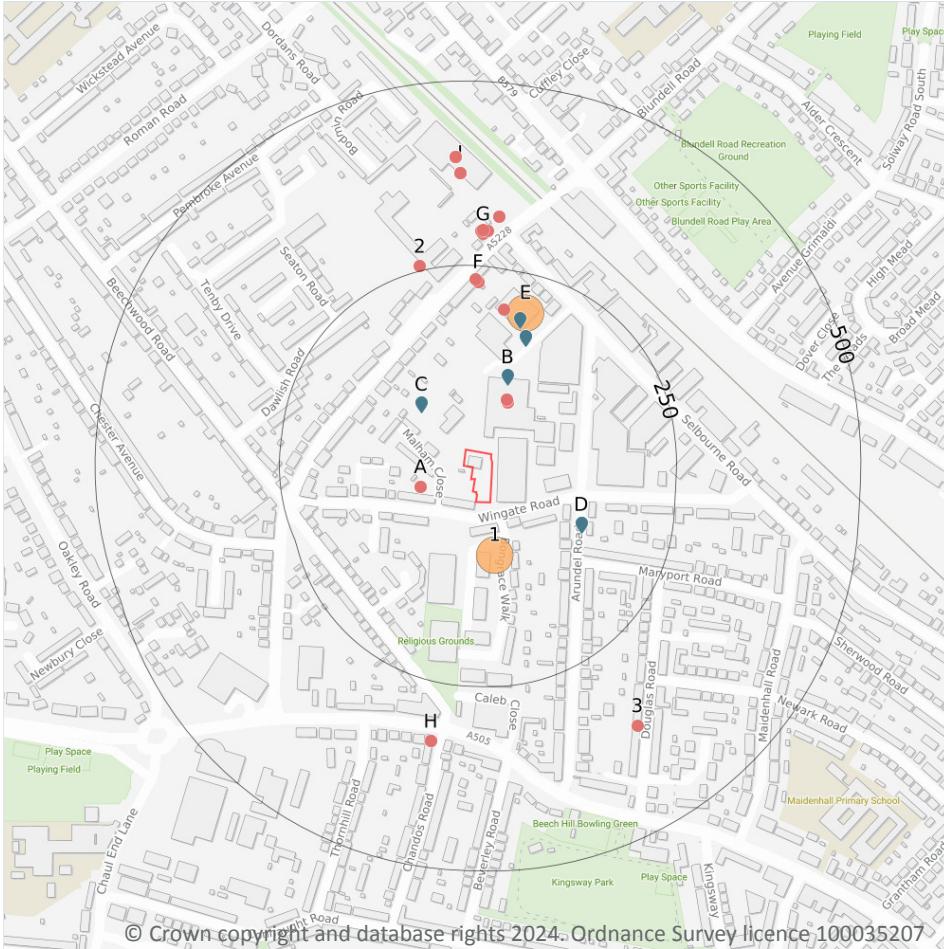 Wickstead Avenue
Dordans Road
B579
Cuffley Close
Playing Field
Play Space
Roman Road
Bodmin Road
Blundell Road
Alder Crescent
Solway Road South
Pembroke Avenue
Blundell Road Recreation
Ground
Other Sports Facility
Other Sports Facility
Blundell Road Play Area
G
A5228
2
F
E
Seaton Road
Tenby Drive
Beechwood Road
Avenue Grimaldi
High Mead
Broad Mead
Dover Close
The
500
B
C
250
Dawlish Road
Chester Avenue
Malham Close
Selbourne Road
A
Wingate Road
D
1
Arundel Road
Maryport Road
Oakley Road
Newbury Close
Religious Grounds
Sherwood Road
Caleb
Close
Douglas Road
Maidenhall Road
Newark Road
3
H
A505
Play Space
Playing Field
Maidenhall Primary School
Thornhill Road
Chandos Road
Beverley Road
Chaul End Lane
Beech Hill Bowling Green
Kingsway Park
Play Space
Kingsway
Grantham Road
Road
© Crown copyright and database rights 2024. Ordnance Survey licence 100035207